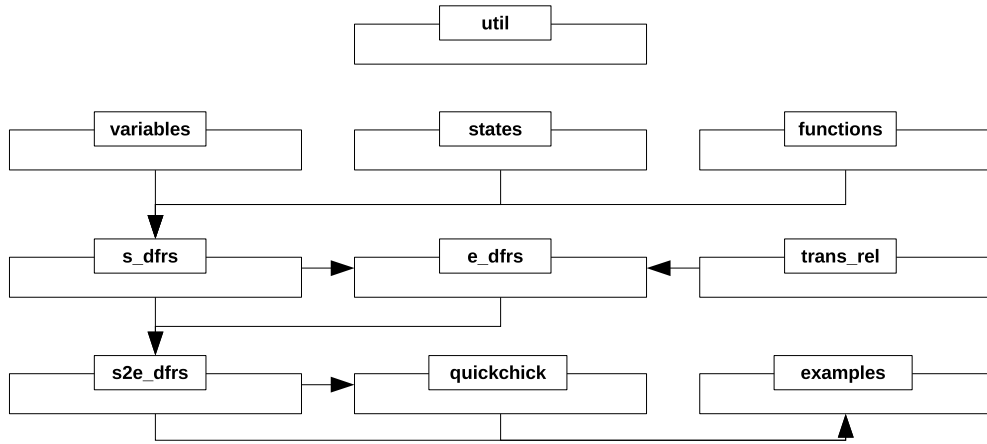 util
variables
states
functions
s_dfrs
e_dfrs
trans_rel
s2e_dfrs
quickchick
examples